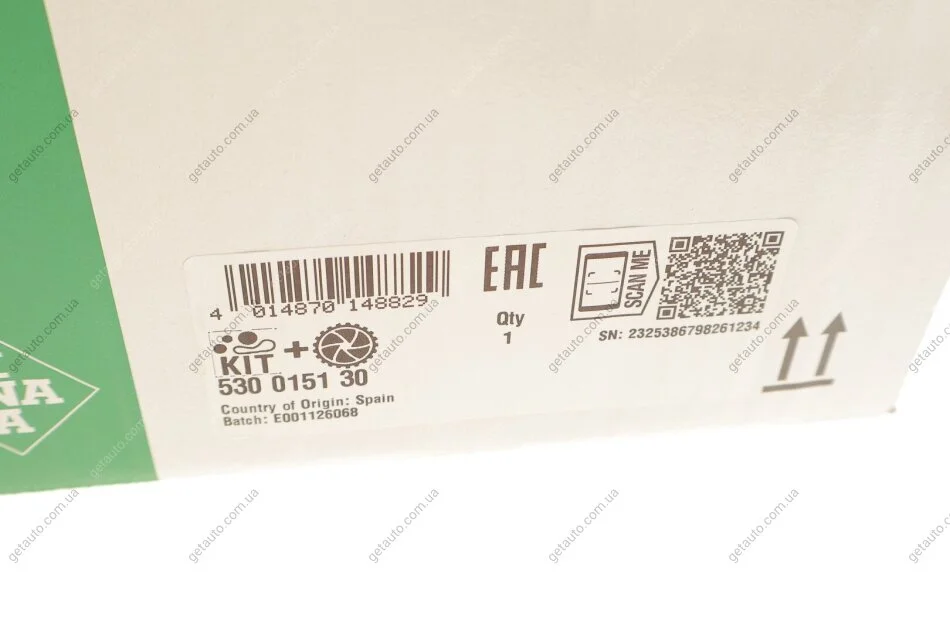 4 014870 148829
EAC
SCAN ME
Qty
1
SN: 2325386798261234
KIT +
530 0151 30
Country of Origin: Spain
Batch: E001126068
NA
A
getauto.com.ua